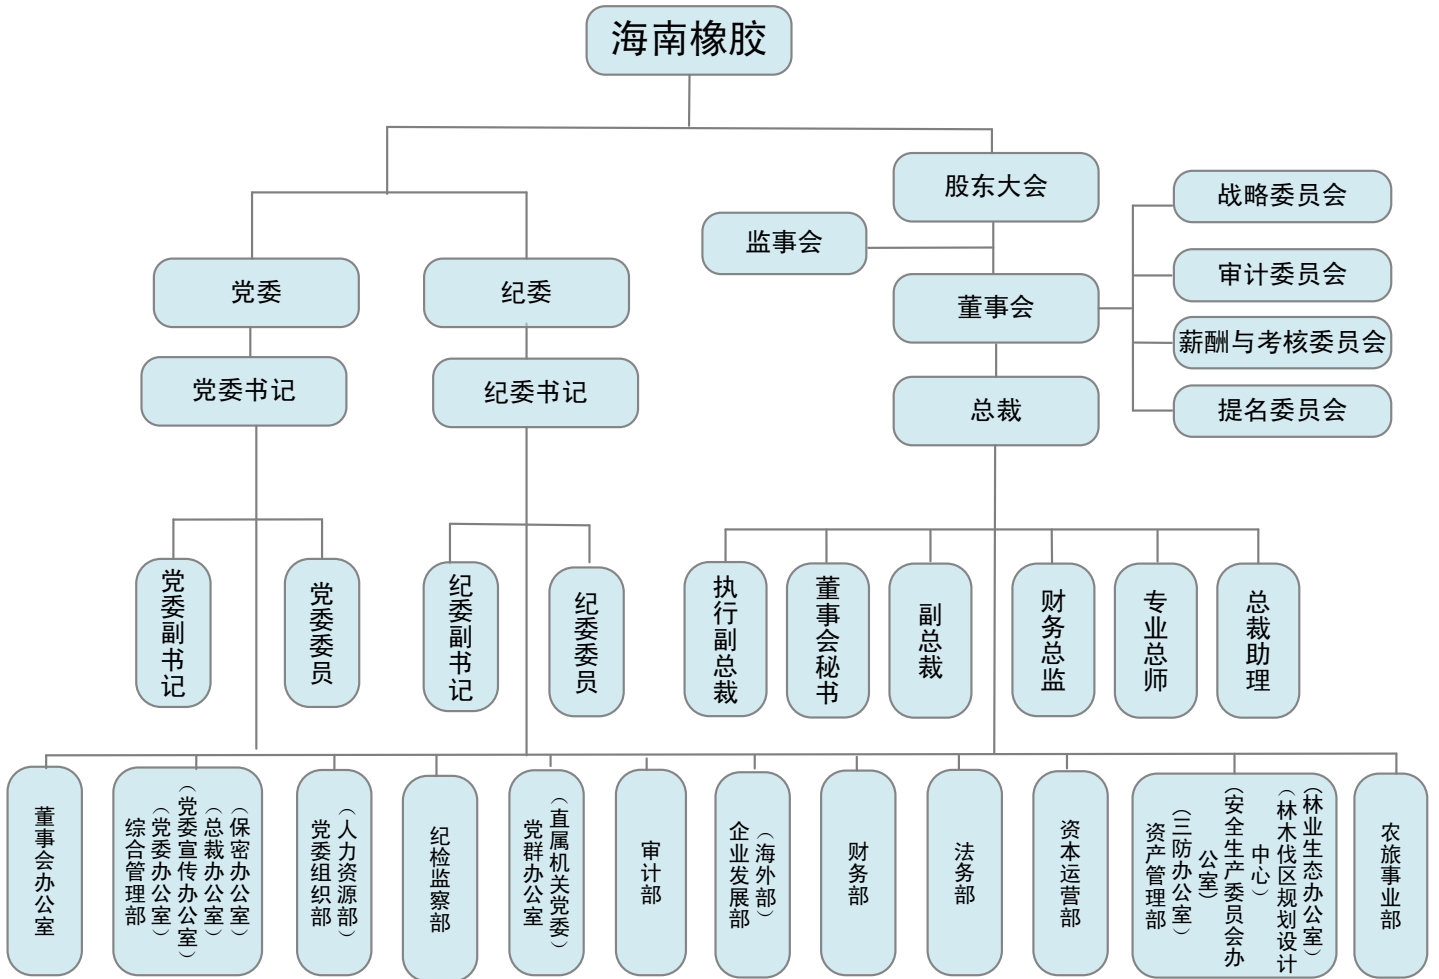 海南橡胶
股东大会
战略委员会
监事会
审计委员会
党委
纪委
董事会
薪酬与考核委员会
党委书记
纪委书记
总裁
提名委员会
党委副书记
党委委员
纪委副书记
纪委委员
执行副总裁
董事会秘书
副总裁
财务总监
专业总师
总裁助理
董事会办公室
综合管理部
（党委办公室）
（党委宣传办公室）
（总裁办公室）
（保密办公室）
党委组织部
（人力资源部）
纪检监察部
党群办公室
（直属机关党委）
审计部
企业发展部
（海外部）
财务部
法务部
资本运营部
资产管理部
（三防办公室）
（安全生产委员会办
公室）
（林木伐区规划设计
中心）
（林业生态办公室）
农旅事业部